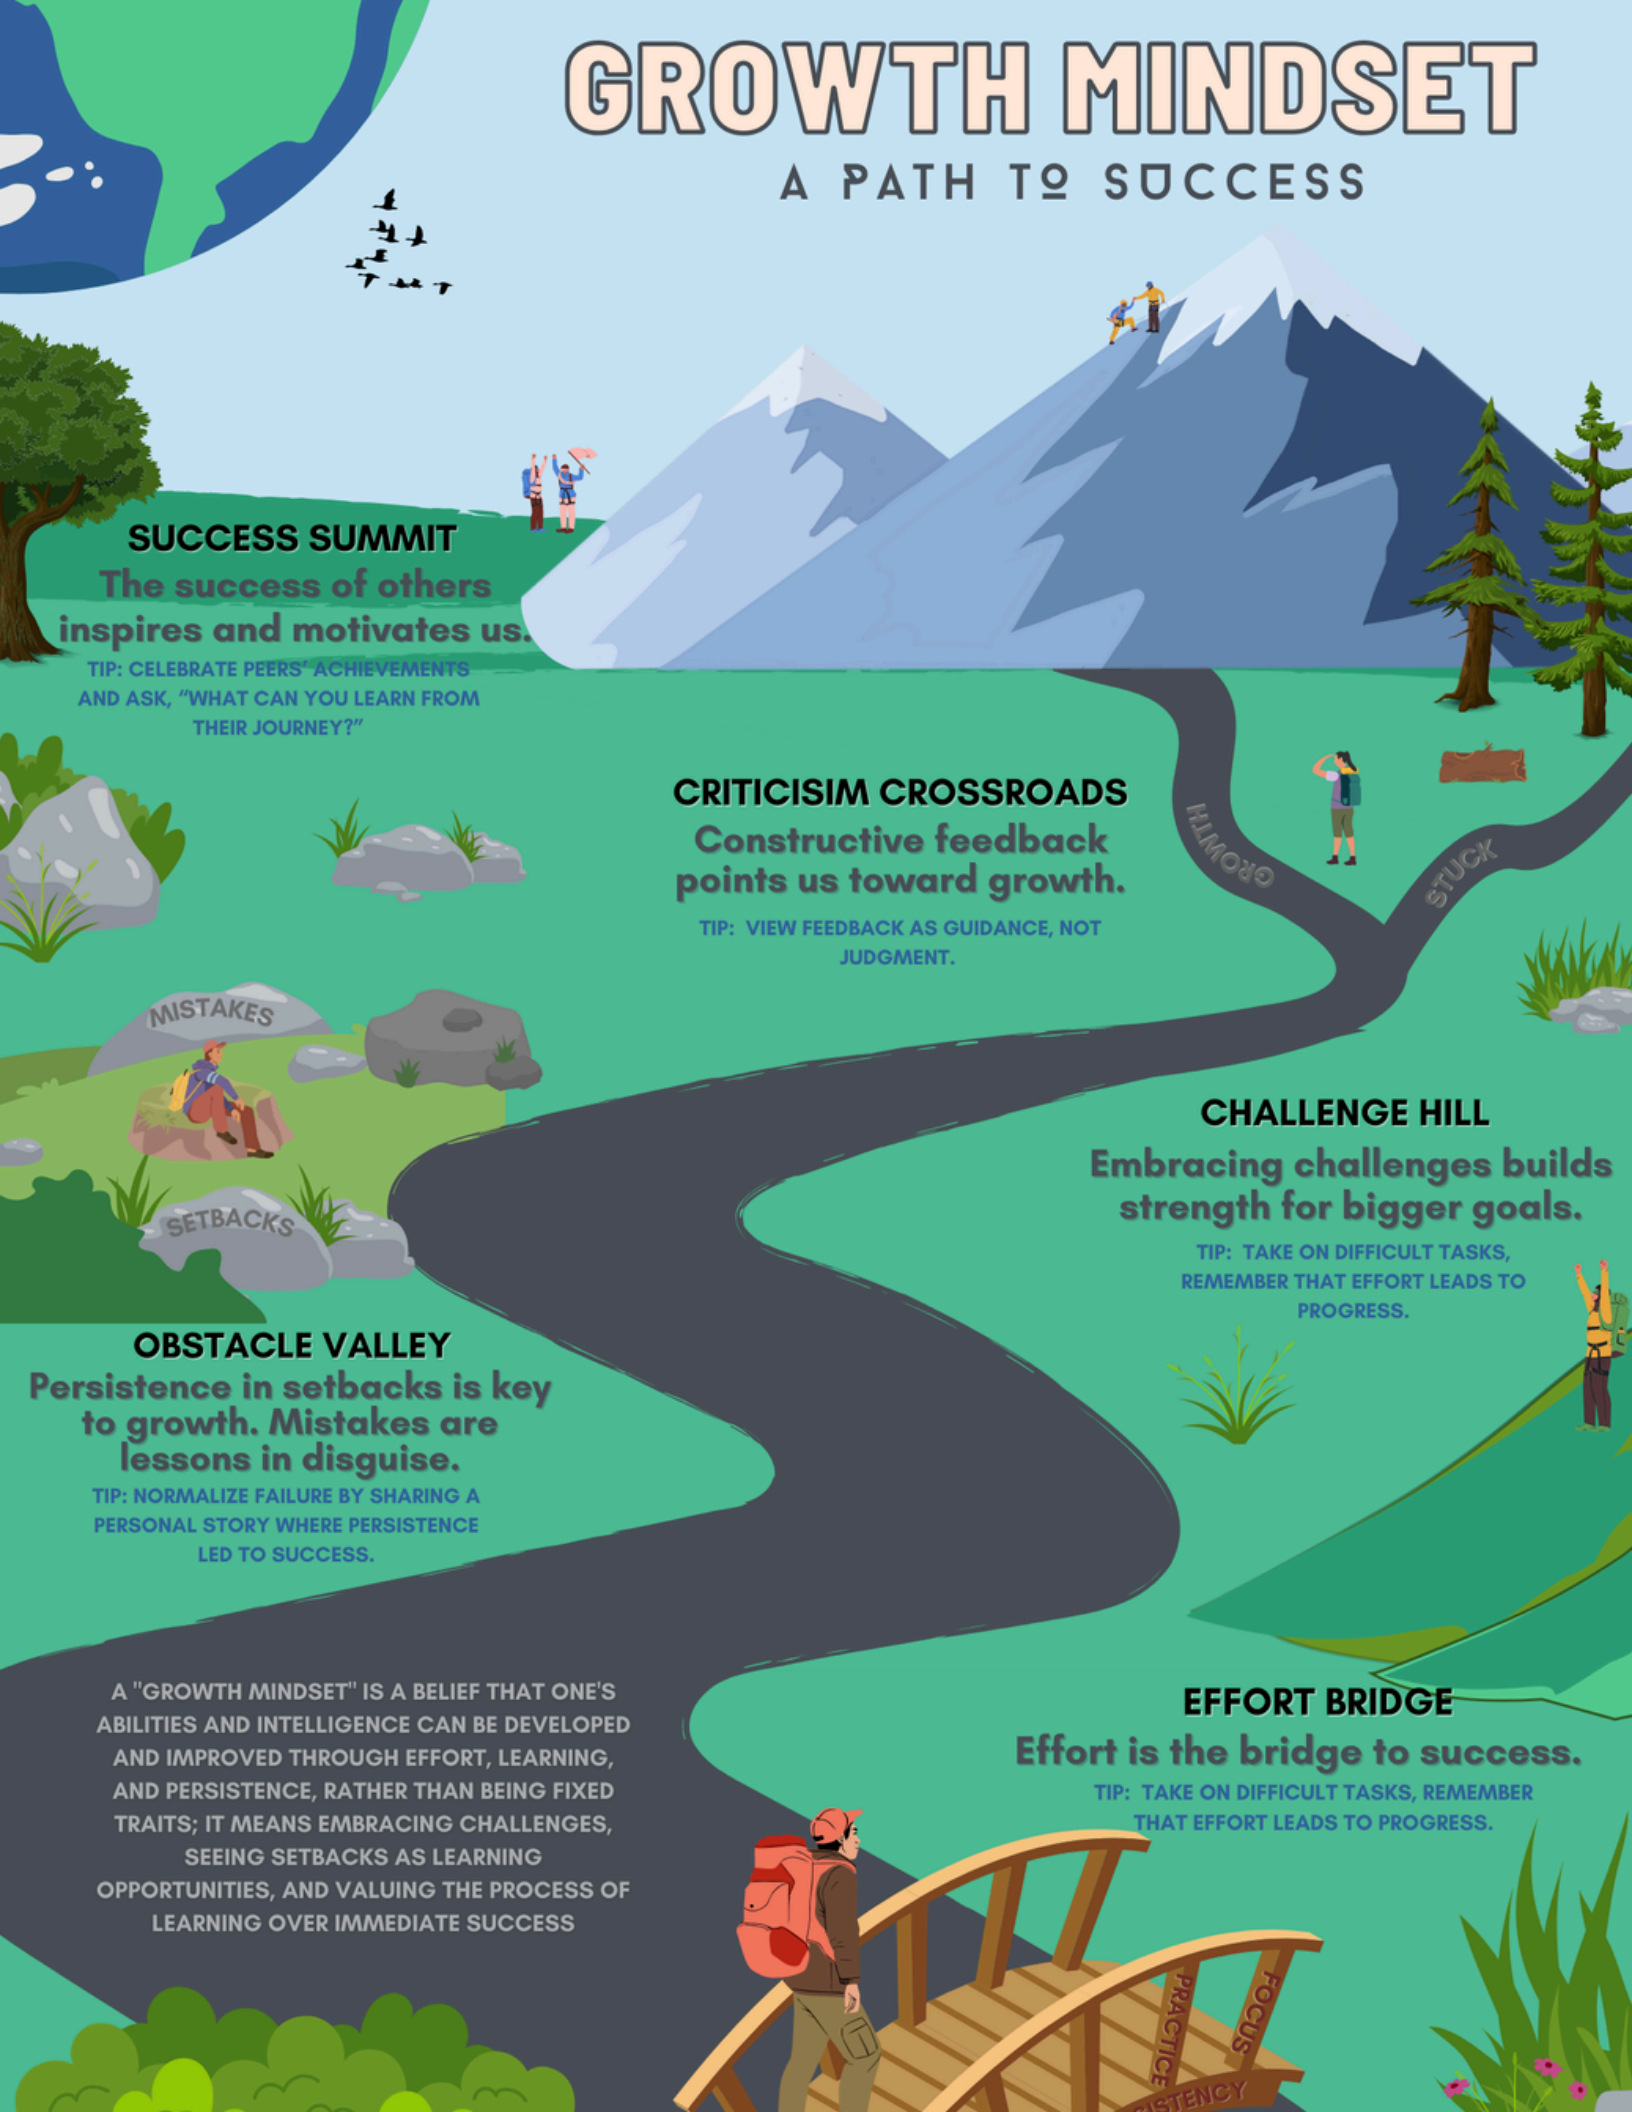 GROWTH MINDSET
A PATH TO SUCCESS
SUCCESS SUMMIT
The success of others
inspires and motivates us.
TIP: CELEBRATE PEERS' ACHIEVEMENTS
AND ASK, "WHAT CAN YOU LEARN FROM
THEIR JOURNEY?"
CRITICISIM CROSSROADS
Constructive feedback
points us toward growth.
TIP: VIEW FEEDBACK AS GUIDANCE, NOT
JUDGMENT.
GROWTH
STUCK
MISTAKES
SETBACKS
CHALLENGE HILL
Embracing challenges builds
strength for bigger goals.
TIP: TAKE ON DIFFICULT TASKS,
REMEMBER THAT EFFORT LEADS TO
PROGRESS.
OBSTACLE VALLEY
Persistence in setbacks is key
to growth. Mistakes are
lessons in disguise.
TIP: NORMALIZE FAILURE BY SHARING A
PERSONAL STORY WHERE PERSISTENCE
LED TO SUCCESS.
A "GROWTH MINDSET" IS A BELIEF THAT ONE'S
ABILITIES AND INTELLIGENCE CAN BE DEVELOPED
AND IMPROVED THROUGH EFFORT, LEARNING,
AND PERSISTENCE, RATHER THAN BEING FIXED
TRAITS; IT MEANS EMBRACING CHALLENGES,
SEEING SETBACKS AS LEARNING
OPPORTUNITIES, AND VALUING THE PROCESS OF
LEARNING OVER IMMEDIATE SUCCESS
EFFORT BRIDGE
Effort is the bridge to success.
TIP: TAKE ON DIFFICULT TASKS, REMEMBER
THAT EFFORT LEADS TO PROGRESS.
PRACTICE
FOCUS